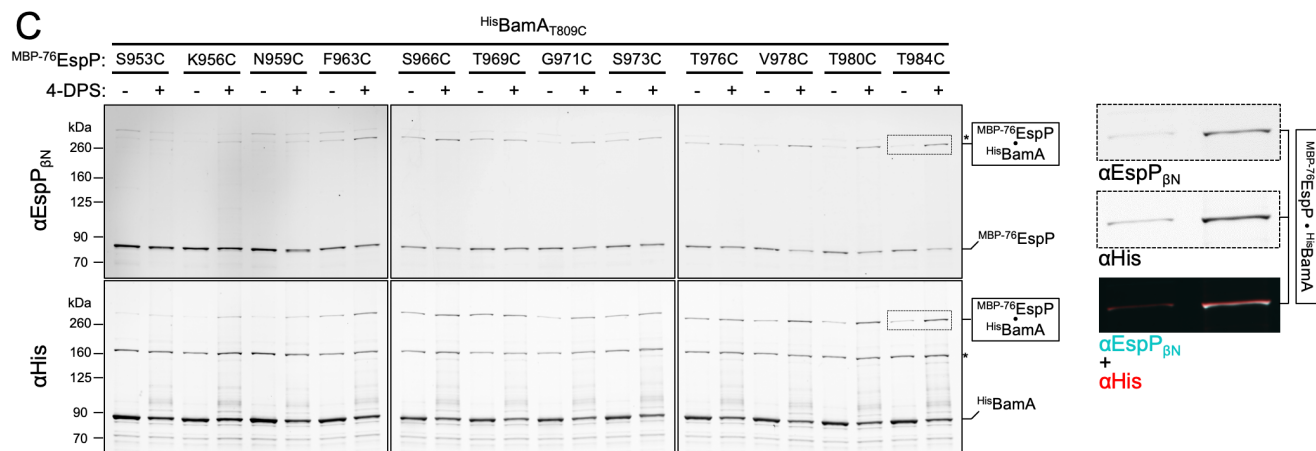 C
HisBamAT809C
MBP-76EspP: S953C K956C N959C F963C S966C T969C G971C S973C T976C V978C T980C T984C
4-DPS: - + - + - + - + - + - + - + - + - + - + - + - +
αEspPβN
kDa
260
160
125
90
70
*
MBP-76EspP
•
HisBamA
MBP-76EspP
αHis
kDa
260
160
125
90
70
MBP-76EspP
•
HisBamA
*
HisBamA
αEspPβN
αHis
αEspPβN
+
αHis
MBP-76EspP • HisBamA